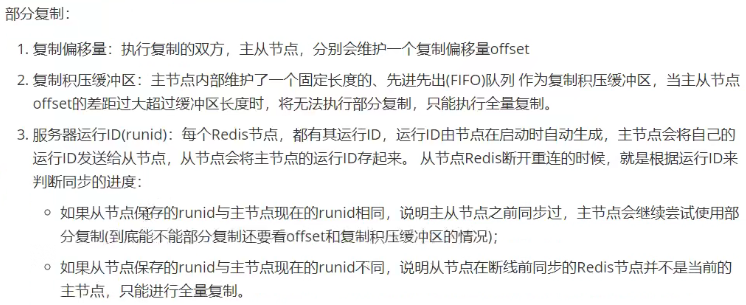 部分复制：
1. 复制偏移量：执行复制的双方，主从节点，分别会维护一个复制偏移量offset
2. 复制积压缓冲区：主节点内部维护了一个固定长度的、先进先出(FIFO)队列 作为复制积压缓冲区，当主从节点
offset的差距过大超过缓冲区长度时，将无法执行部分复制，只能执行全量复制。
3. 服务器运行ID(runid)：每个Redis节点，都有其运行ID，运行ID由节点在启动时自动生成，主节点会将自己的
运行ID发送给从节点，从节点会将主节点的运行ID存起来。 从节点Redis断开重连的时候，就是根据运行ID来
判断同步的进度：
○ 如果从节点保存的runid与主节点现在的runid相同，说明主从节点之前同步过，主节点会继续尝试使用部
分复制(到底能不能部分复制还要看offset和复制积压缓冲区的情况)；
○ 如果从节点保存的runid与主节点现在的runid不同，说明从节点在断线前同步的Redis节点并不是当前的
主节点，只能进行全量复制。